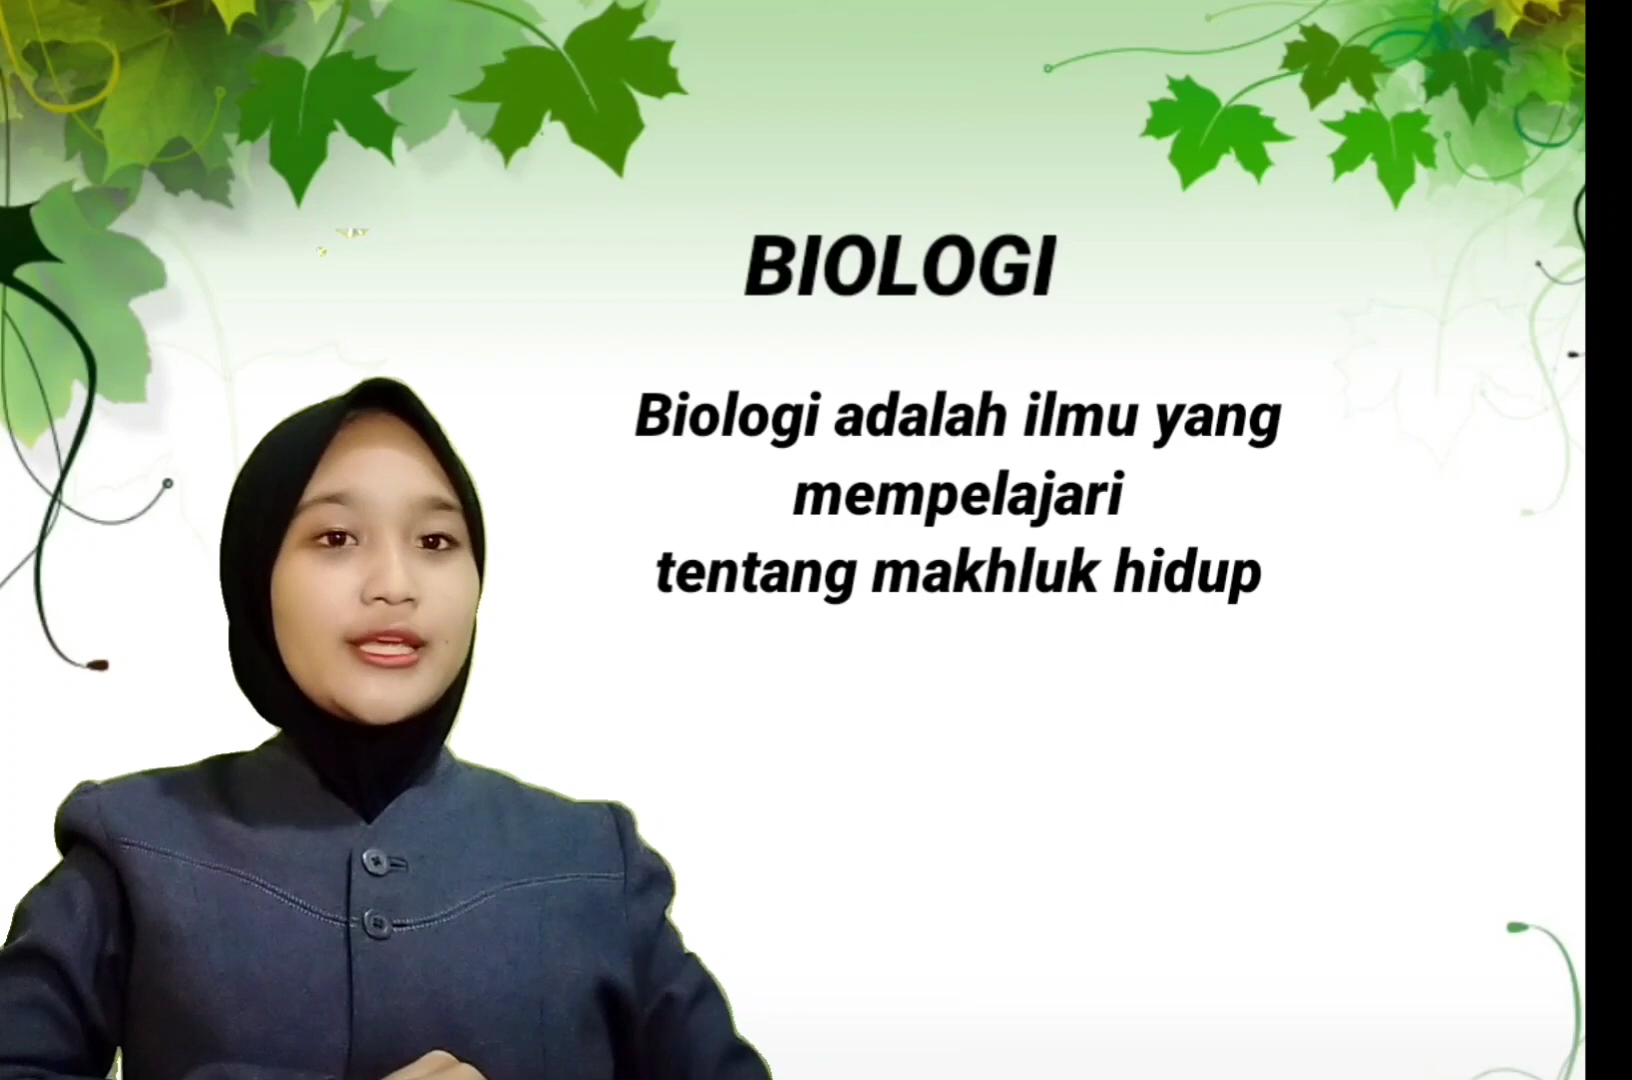 BIOLOGI
Biologi adalah ilmu yang
mempelajari
tentang makhluk hidup